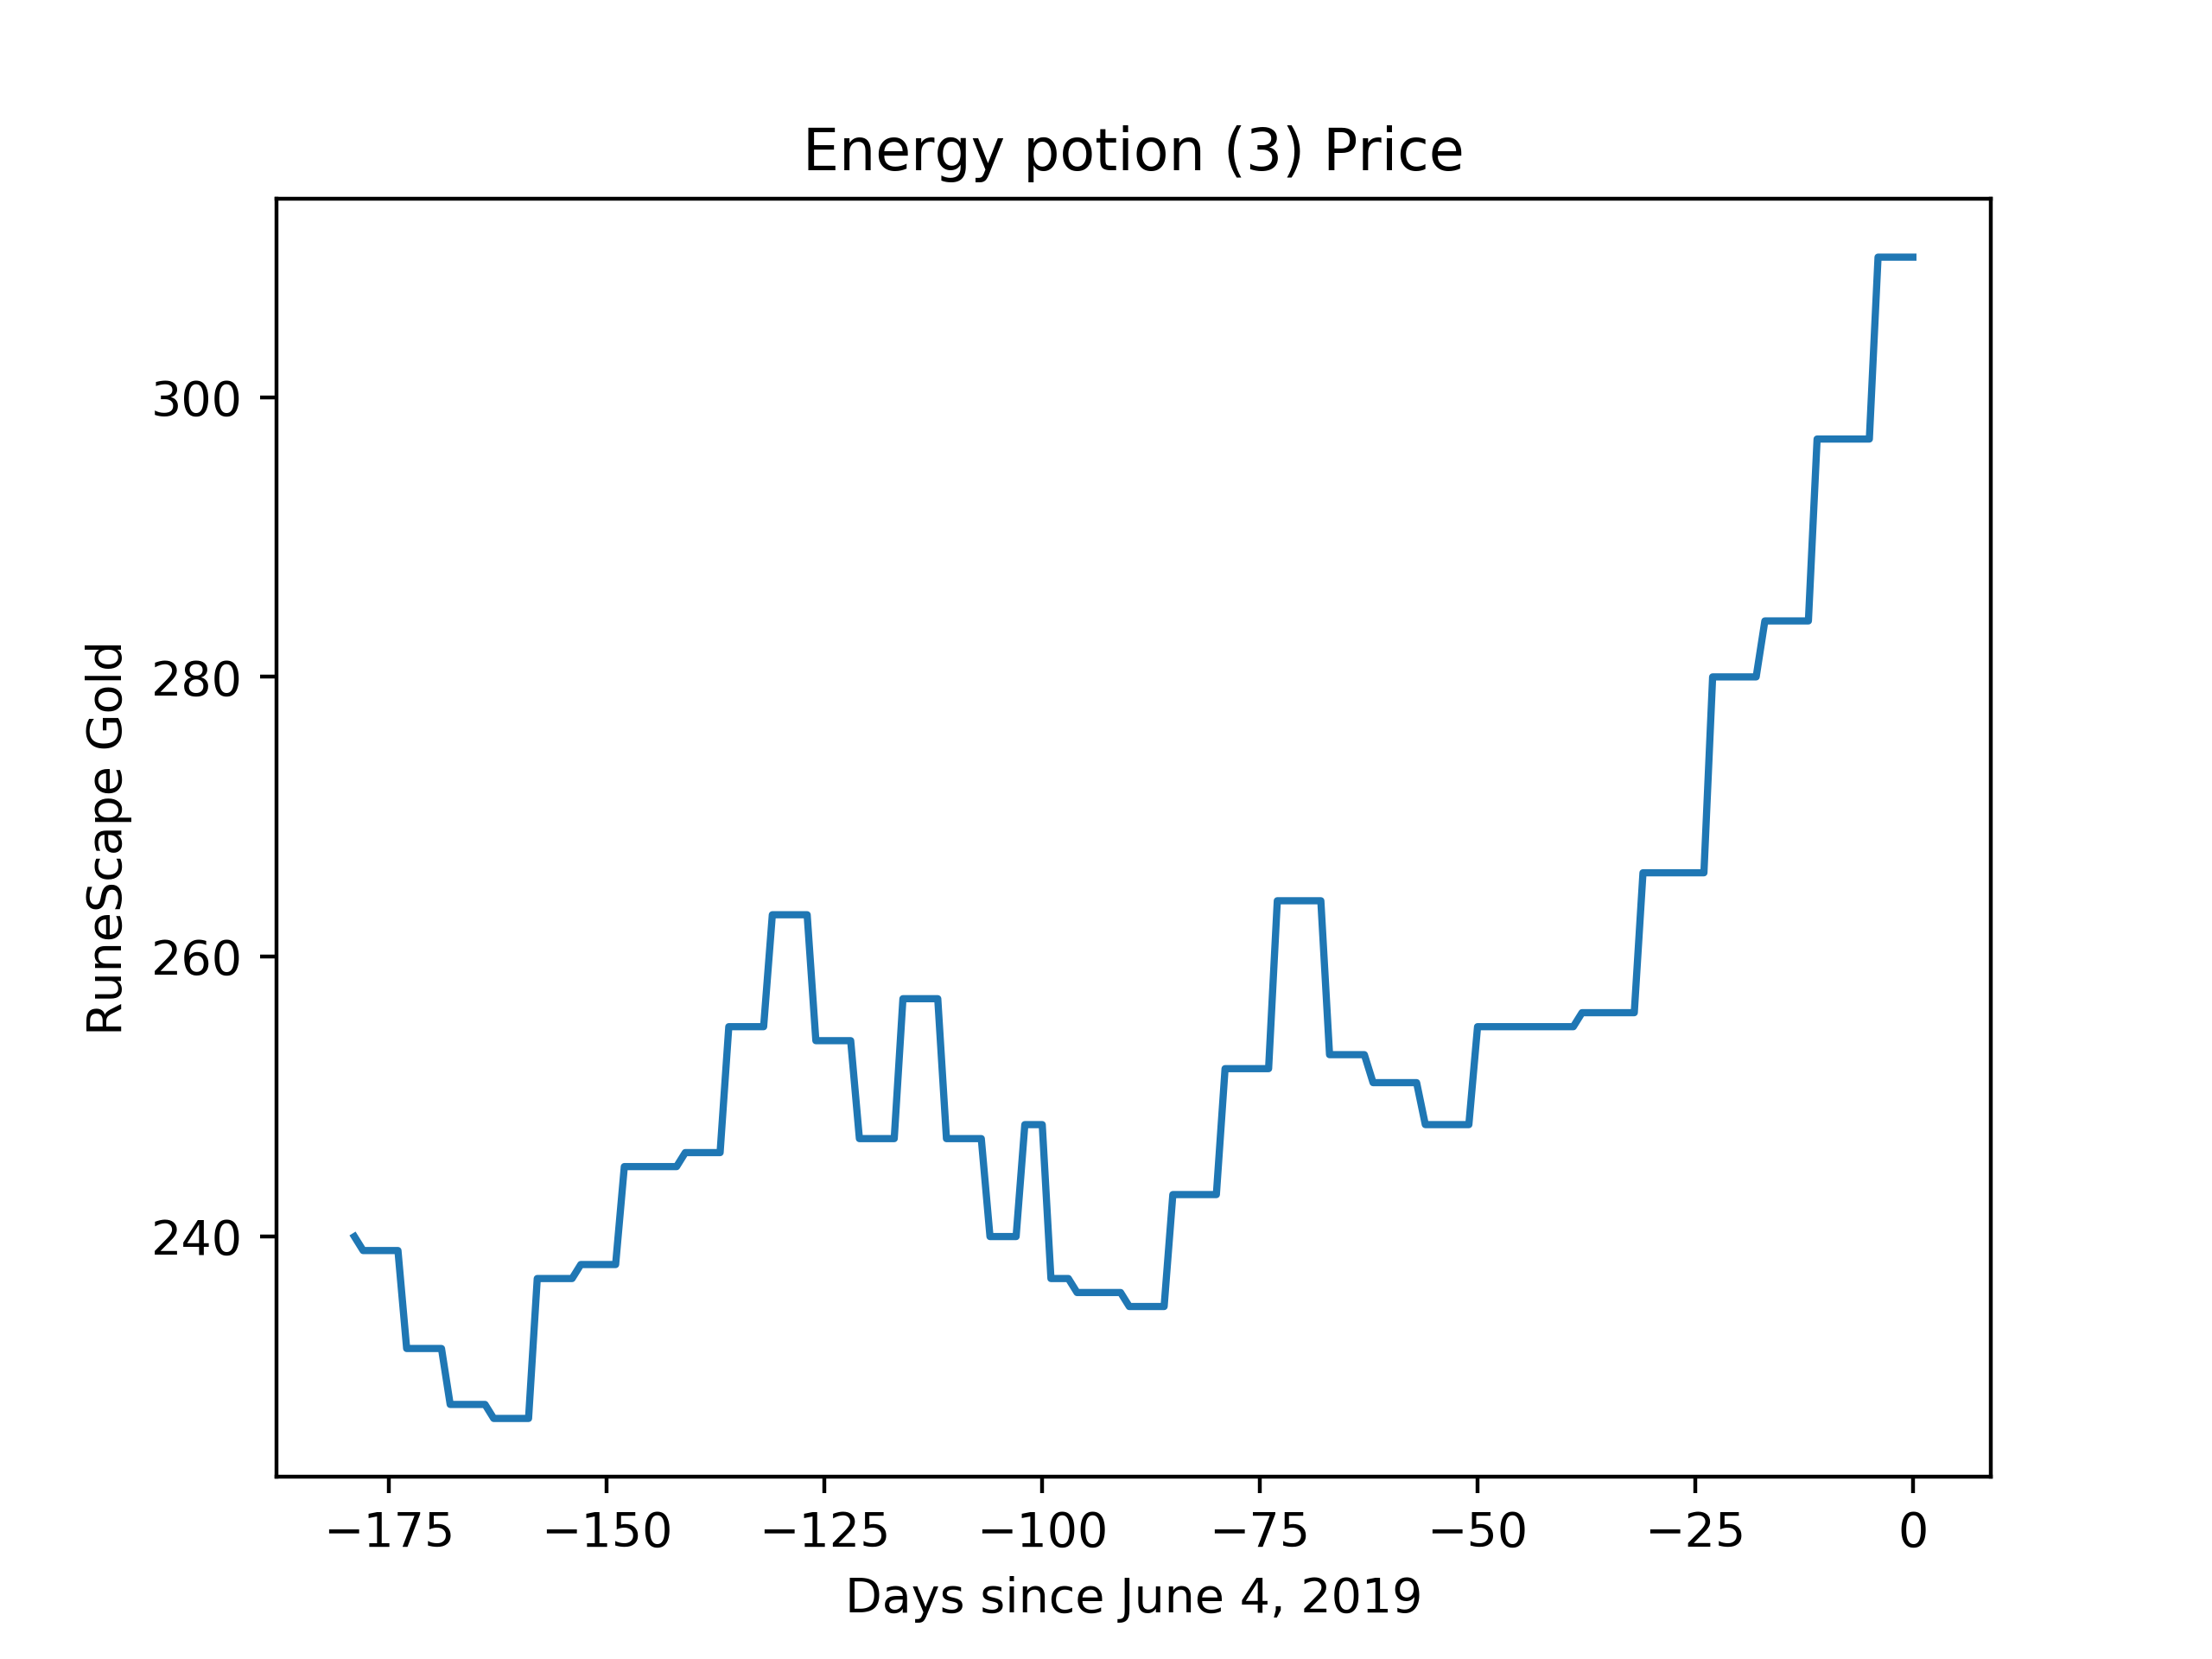 Energy potion (3) Price
RuneScape Gold
300
280
260
240
−175 −150 −125 −100 −75 −50 −25 0
Days since June 4, 2019